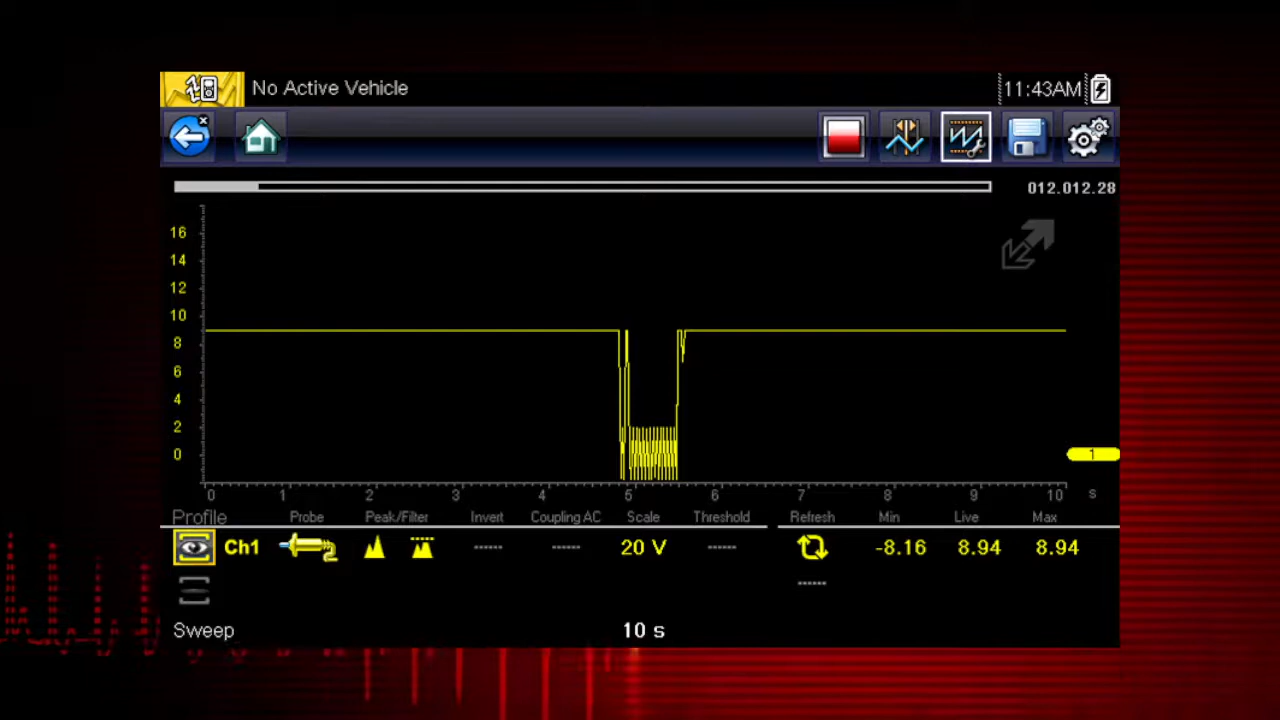 No Active Vehicle
11:43AM
012.012.28
16
14
12
10
8
6
4
2
0
1
0 1 2 3 4 5 6 7 8 9 10 s
Profile Probe Peak/Filter Invert Coupling AC Scale Threshold Refresh Min Live Max
Ch1 ------ ------ 20 V ------ -8.16 8.94 8.94
------
Sweep 10 s